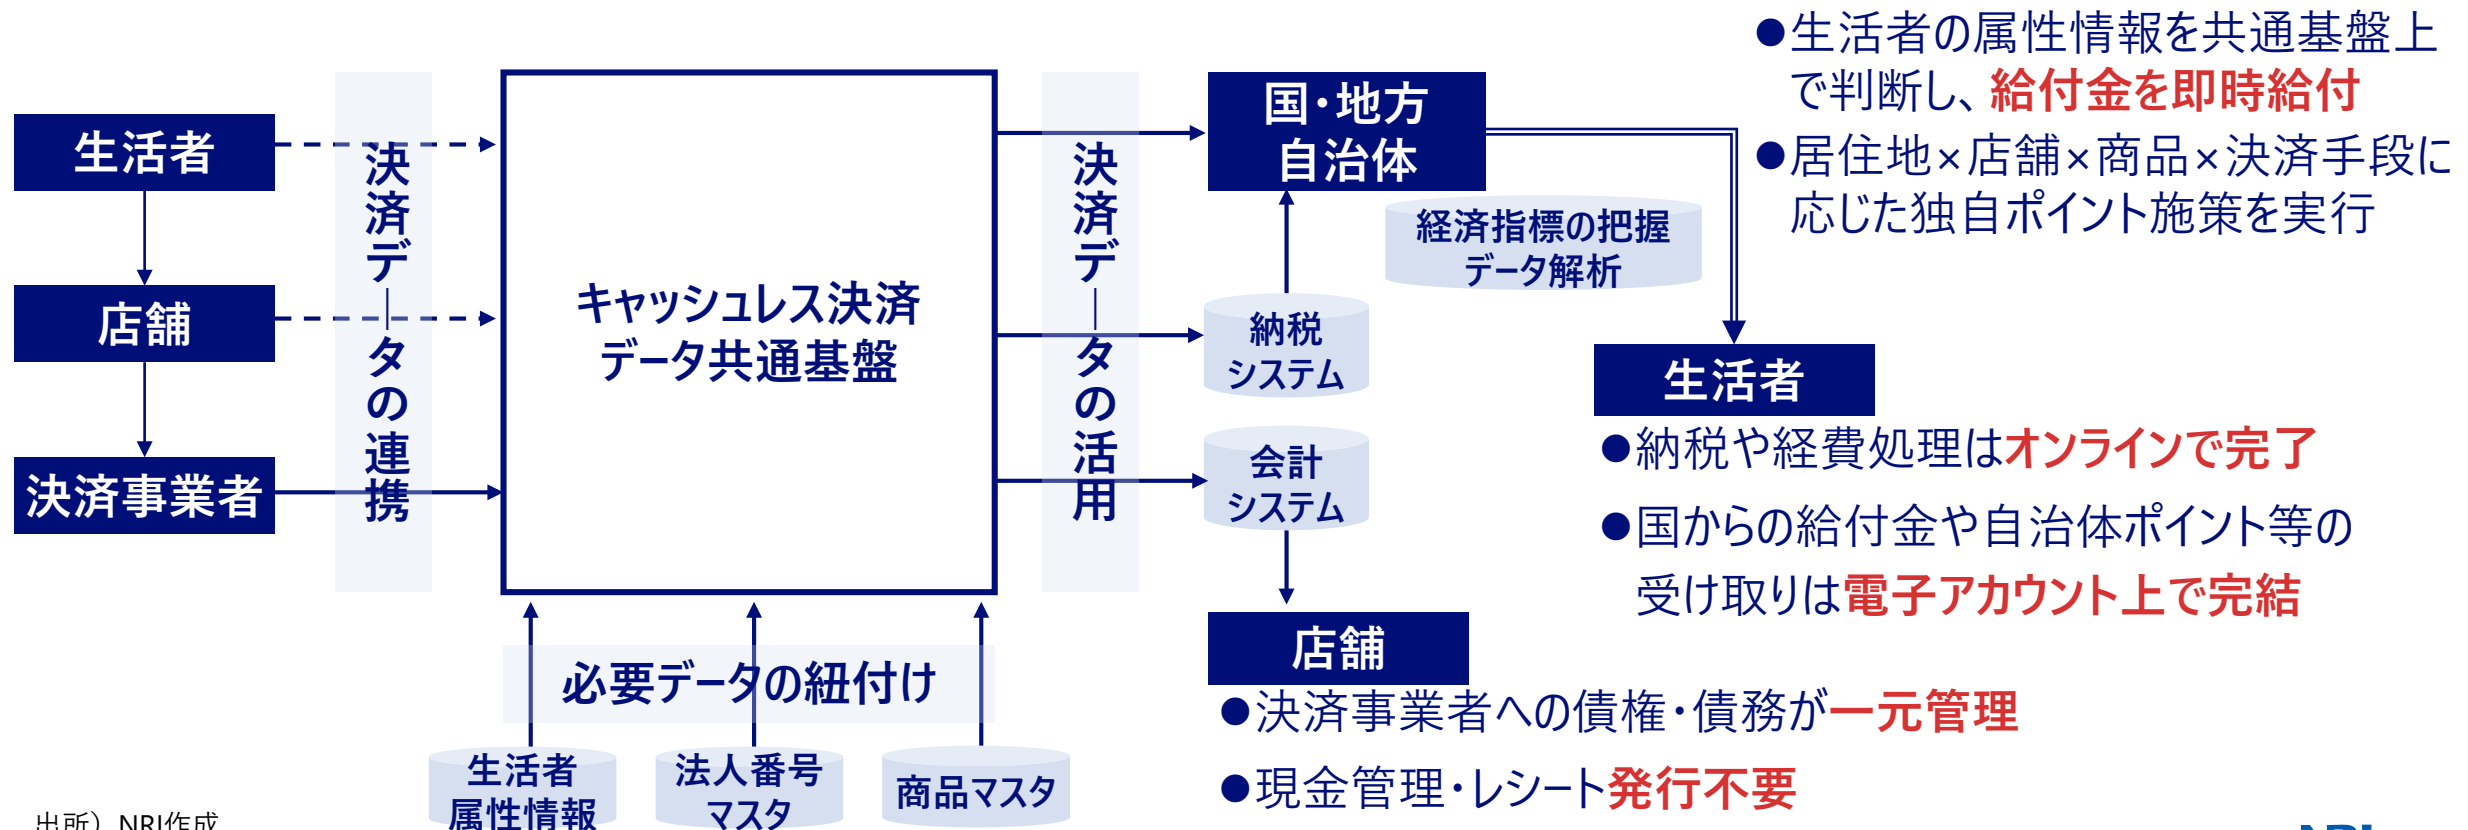 生活者
店舗
決済事業者
決済データの連携
キャッシュレス決済
データ共通基盤
必要データの紐付け
生活者
属性情報
法人番号
マスタ
商品マスタ
決済データの活用
国・地方
自治体
経済指標の把握
データ解析
納税
システム
会計
システム
店舗
●決済事業者への債権・債務が一元管理
●現金管理・レシート発行不要
●生活者の属性情報を共通基盤上
で判断し、給付金を即時給付
●居住地×店舗×商品×決済手段に
応じた独自ポイント施策を実行
生活者
●納税や経費処理はオンラインで完了
●国からの給付金や自治体ポイント等の
受け取りは電子アカウント上で完結
出所）NRI作成
NRI